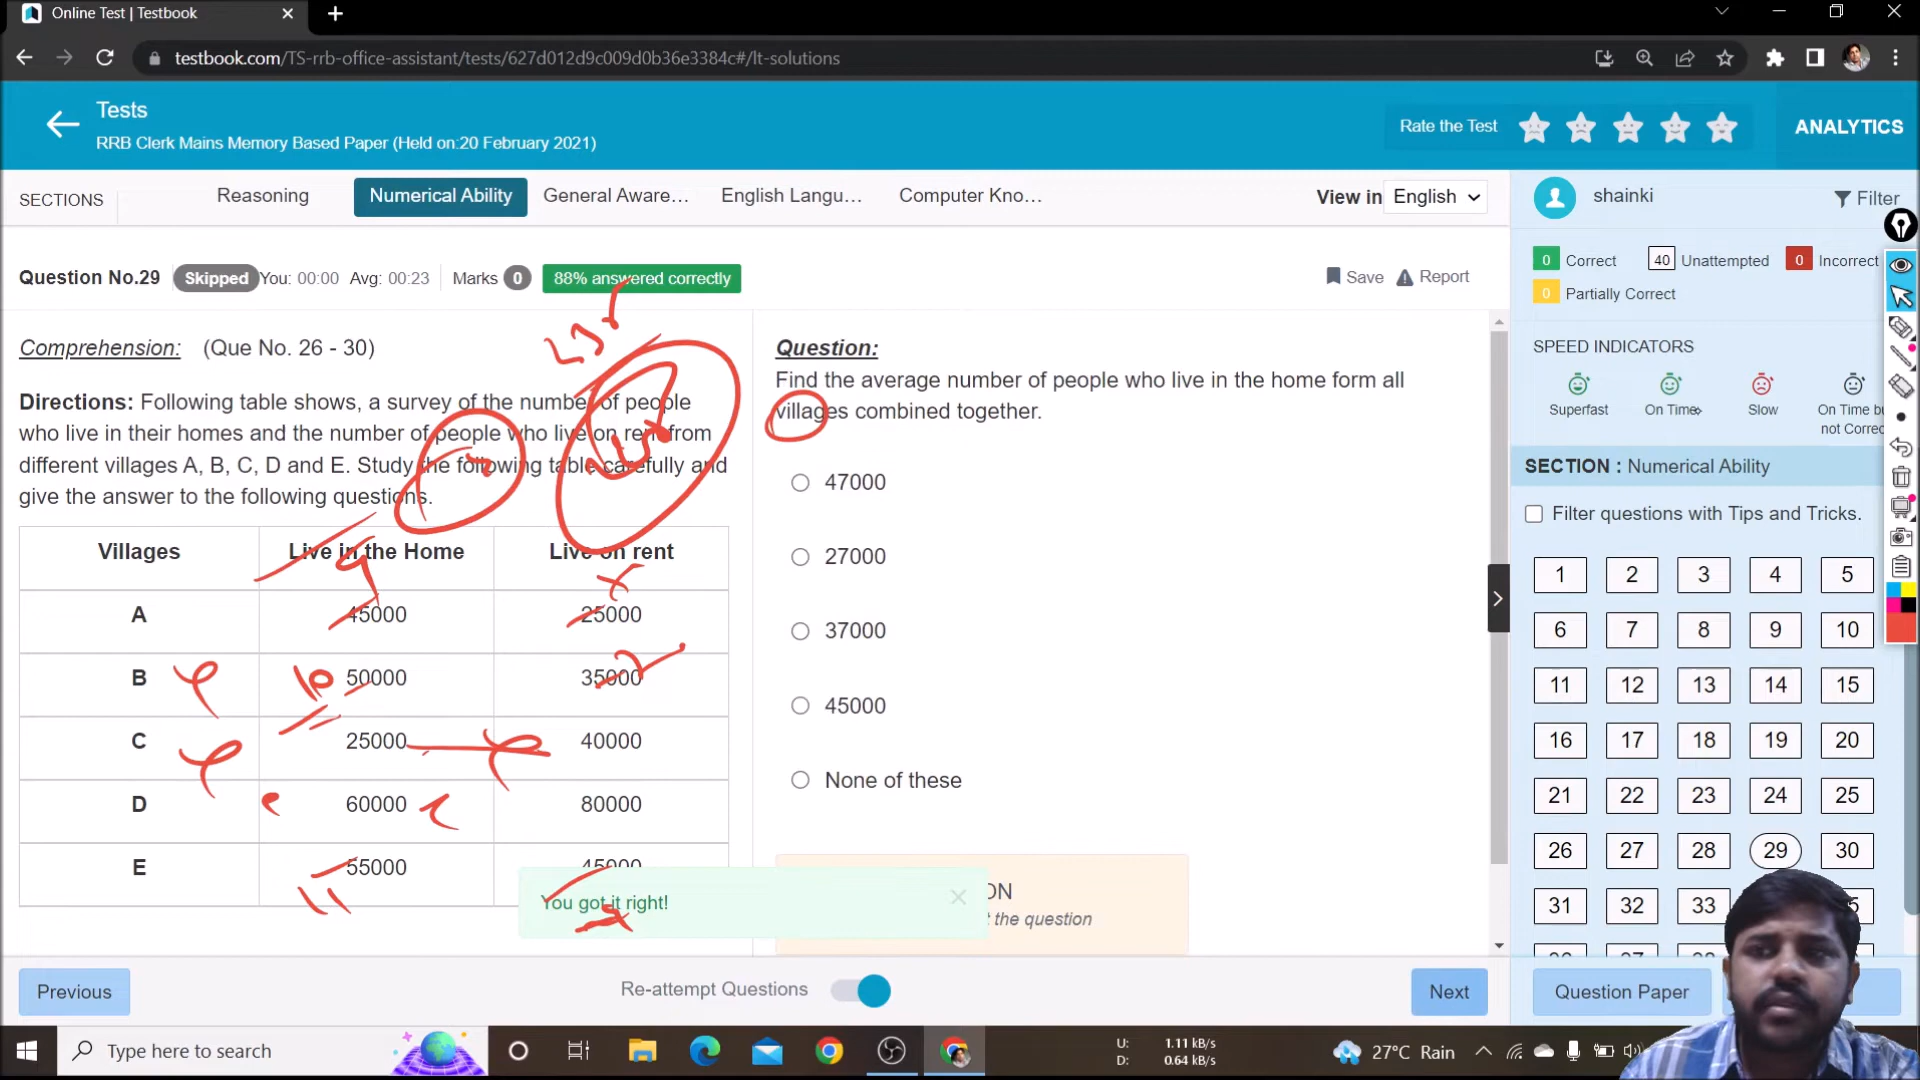 Online Test | Testbook
testbook.com/TS-rrb-office-assistant/tests/627d012d9c009d0b36e3384c#/lt-solutions
Tests
RRB Clerk Mains Memory Based Paper (Held on:20 February 2021)
Rate the Test
ANALYTICS
SECTIONS
Reasoning
Numerical Ability
General Aware...
English Langu...
Computer Kno...
View in
English
shainki
Filter
Question No.29
Skipped
You: 00:00
Avg: 00:23
Marks
0
88% answered correctly
Save
Report
0 Correct
40 Unattempted
0 Incorrect
0 Partially Correct
Comprehension: (Que No. 26 - 30)
Directions: Following table shows, a survey of the number of people
who live in their homes and the number of people who live on rent from
different villages A, B, C, D and E. Study the following table carefully and
give the answer to the following questions.
Villages Live in the Home Live on rent
A 45000 25000
B 50000 35000
C 25000 40000
D 60000 80000
E 55000 45000
You got it right!
Question:
Find the average number of people who live in the home form all
villages combined together.
47000
27000
37000
45000
None of these
ON
t the question
SPEED INDICATORS
Superfast
On Time
Slow
On Time bu
not Correc
SECTION : Numerical Ability
Filter questions with Tips and Tricks.
1 2 3 4 5
6 7 8 9 10
11 12 13 14 15
16 17 18 19 20
21 22 23 24 25
26 27 28 29 30
31 32 33
Previous
Re-attempt Questions
Next
Question Paper
Type here to search
U: 1.11 kB/s
D: 0.64 kB/s
27°C Rain